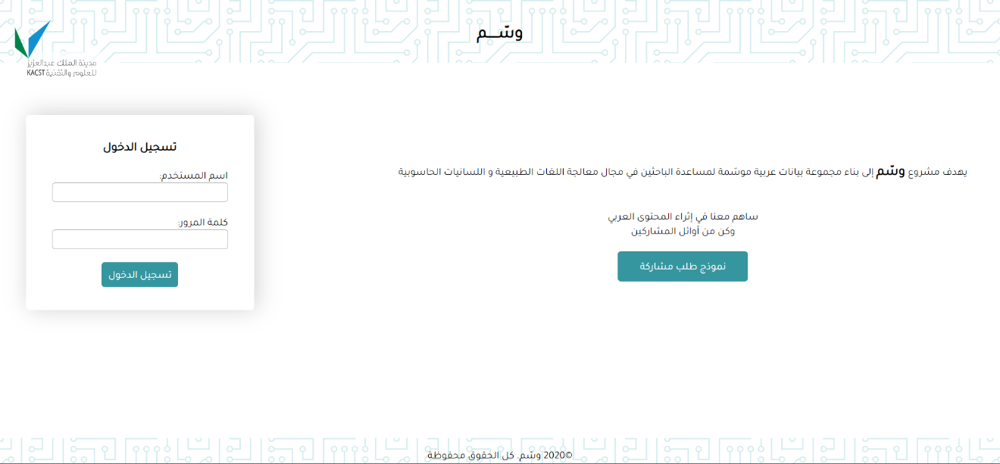 وسّـــم
مدينة الملك عبدالعزيز
للعلوم والتقنية KACST
يهدف مشروع وسّم إلى بناء مجموعة بيانات عربية موسّمة لمساعدة الباحثين في مجال معالجة اللغات الطبيعية و اللسانيات الحاسوبية
ساهم معنا في إثراء المحتوى العربي
وكن من أوائل المشاركين
نموذج طلب مشاركة
تسجيل الدخول
اسم المستخدم:
كلمة المرور:
تسجيل الدخول
©2020 وسّم. كل الحقوق محفوظة